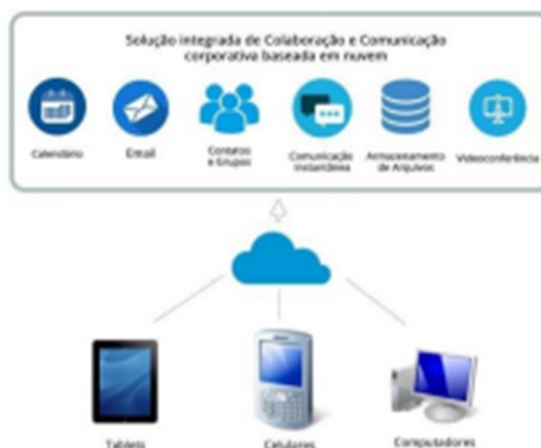 Solução integrada de Colaboração e Comunicação
corporativa baseada em nuvem
Calendário
Email
Contatos
e Grupos
Comunicação
Instantânea
Armazenamento
de Arquivos
Videoconferência
Tablets
Celulares
Computadores